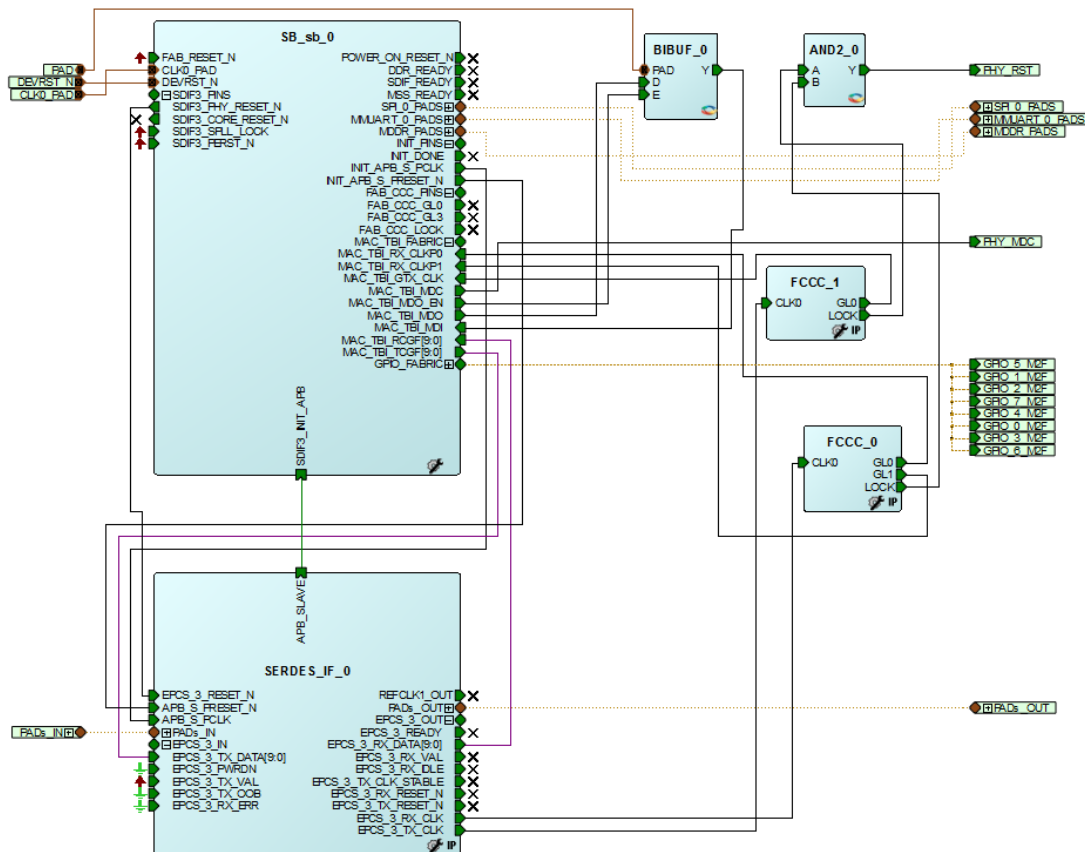 SB_sb_0
FAB_RESET_N
CLK0_PAD
DEVRST_N
SDIF3_PINS
SDIF3_PHY_RESET_N
SDIF3_CORE_RESET_N
SDIF3_SPLL_LOCK
SDIF3_PERST_N
POWER_ON_RESET_N
DDR_READY
SDIF_READY
MSS_READY
SPI_0_PADS
MMUART_0_PADS
MDDR_PADS
INIT_PINS
INIT_DONE
INIT_APB_S_PCLK
INIT_APB_S_PRESET_N
FAB_CCC_PINS
FAB_CCC_GL0
FAB_CCC_GL3
FAB_CCC_LOCK
MAC_TBI_FABRIC
MAC_TBI_RX_CLKP0
MAC_TBI_RX_CLKP1
MAC_TBI_GTX_CLK
MAC_TBI_MDC
MAC_TBI_MDO_EN
MAC_TBI_MDO
MAC_TBI_MDI
MAC_TBI_RCGF[9:0]
MAC_TBI_TCGF[9:0]
GPIO_FABRIC
SDIF3_INIT_APB
PAD
DEVRST_N
CLK0_PAD
BIBUF_0
PAD
D
E
Y
AND2_0
A
B
Y
PHY_RST
SPI_0_PADS
MMUART_0_PADS
MDDR_PADS
PHY_MDC
FCCC_1
CLK0
GL0
LOCK
IP
GPIO_5_M2F
GPIO_1_M2F
GPIO_2_M2F
GPIO_7_M2F
GPIO_4_M2F
GPIO_0_M2F
GPIO_3_M2F
GPIO_6_M2F
FCCC_0
CLK0
GL0
GL1
LOCK
IP
APB_SLAVE
SERDES_IF_0
EPCS_3_RESET_N
APB_S_PRESET_N
APB_S_PCLK
PADs_IN
EPCS_3_IN
EPCS_3_TX_DATA[9:0]
EPCS_3_PWRDN
EPCS_3_TX_VAL
EPCS_3_TX_OOB
EPCS_3_RX_ERR
REFCLK1_OUT
PADs_OUT
EPCS_3_OUT
EPCS_3_READY
EPCS_3_RX_DATA[9:0]
EPCS_3_RX_VAL
EPCS_3_RX_IDLE
EPCS_3_TX_CLK_STABLE
EPCS_3_RX_RESET_N
EPCS_3_TX_RESET_N
EPCS_3_RX_CLK
EPCS_3_TX_CLK
IP
PADs_IN
PADs_OUT